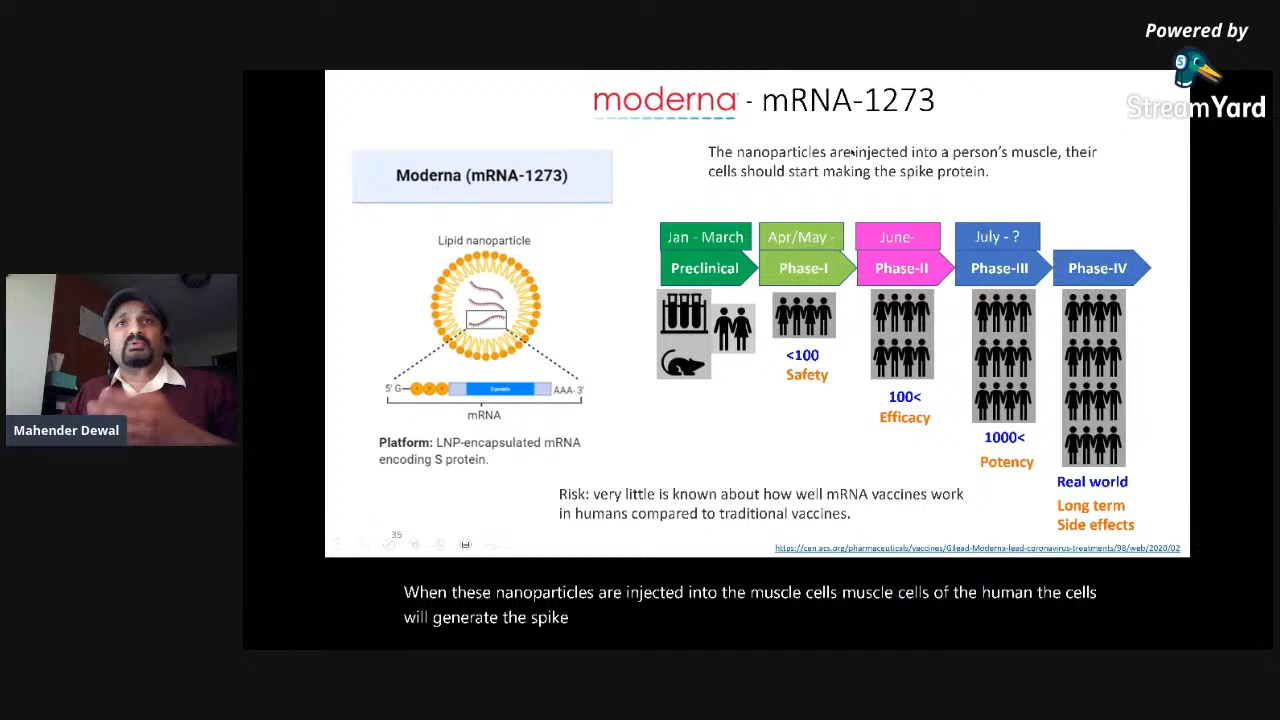 Powered by
StreamYard
moderna - mRNA-1273
The nanoparticles are injected into a person's muscle, their
cells should start making the spike protein.
Moderna (mRNA-1273)
Lipid nanoparticle
5' G
S protein
AAA- 3'
mRNA
Platform: LNP-encapsulated mRNA
encoding S protein.
Jan - March
Apr/May -
June-
July - ?
Preclinical
Phase-I
Phase-II
Phase-III
Phase-IV
<100
Safety
100<
Efficacy
1000<
Potency
Real world
Long term
Side effects
Risk: very little is known about how well mRNA vaccines work
in humans compared to traditional vaccines.
35
https://cen.acs.org/pharmaceuticals/vaccines/Gilead-Moderna-lead-coronavirus-treatments/98/web/2020/02
Mahender Dewal
When these nanoparticles are injected into the muscle cells muscle cells of the human the cells
will generate the spike